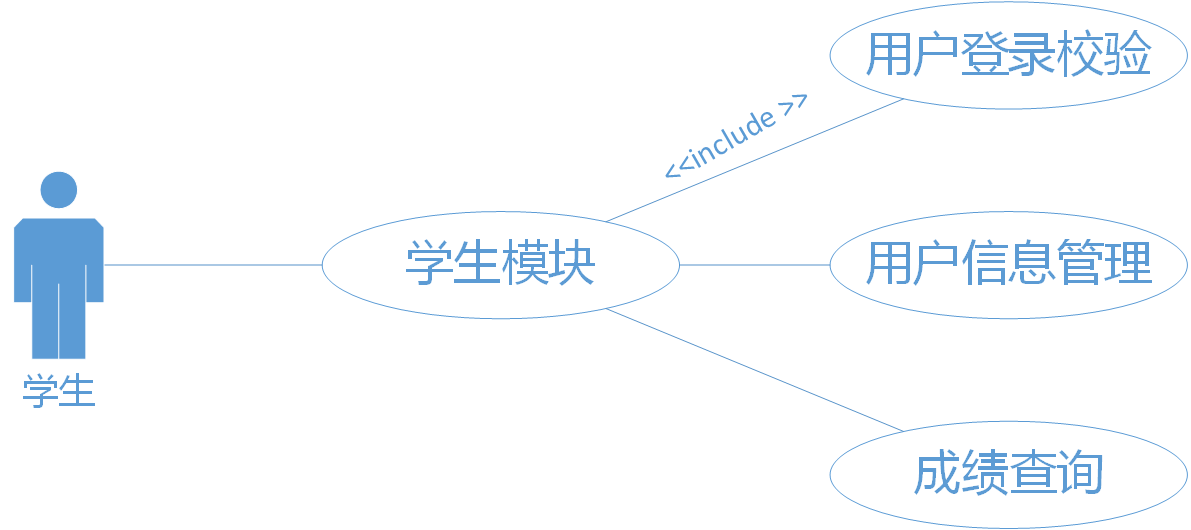 用户登录校验
<<include >>
学生模块
用户信息管理
学生
成绩查询